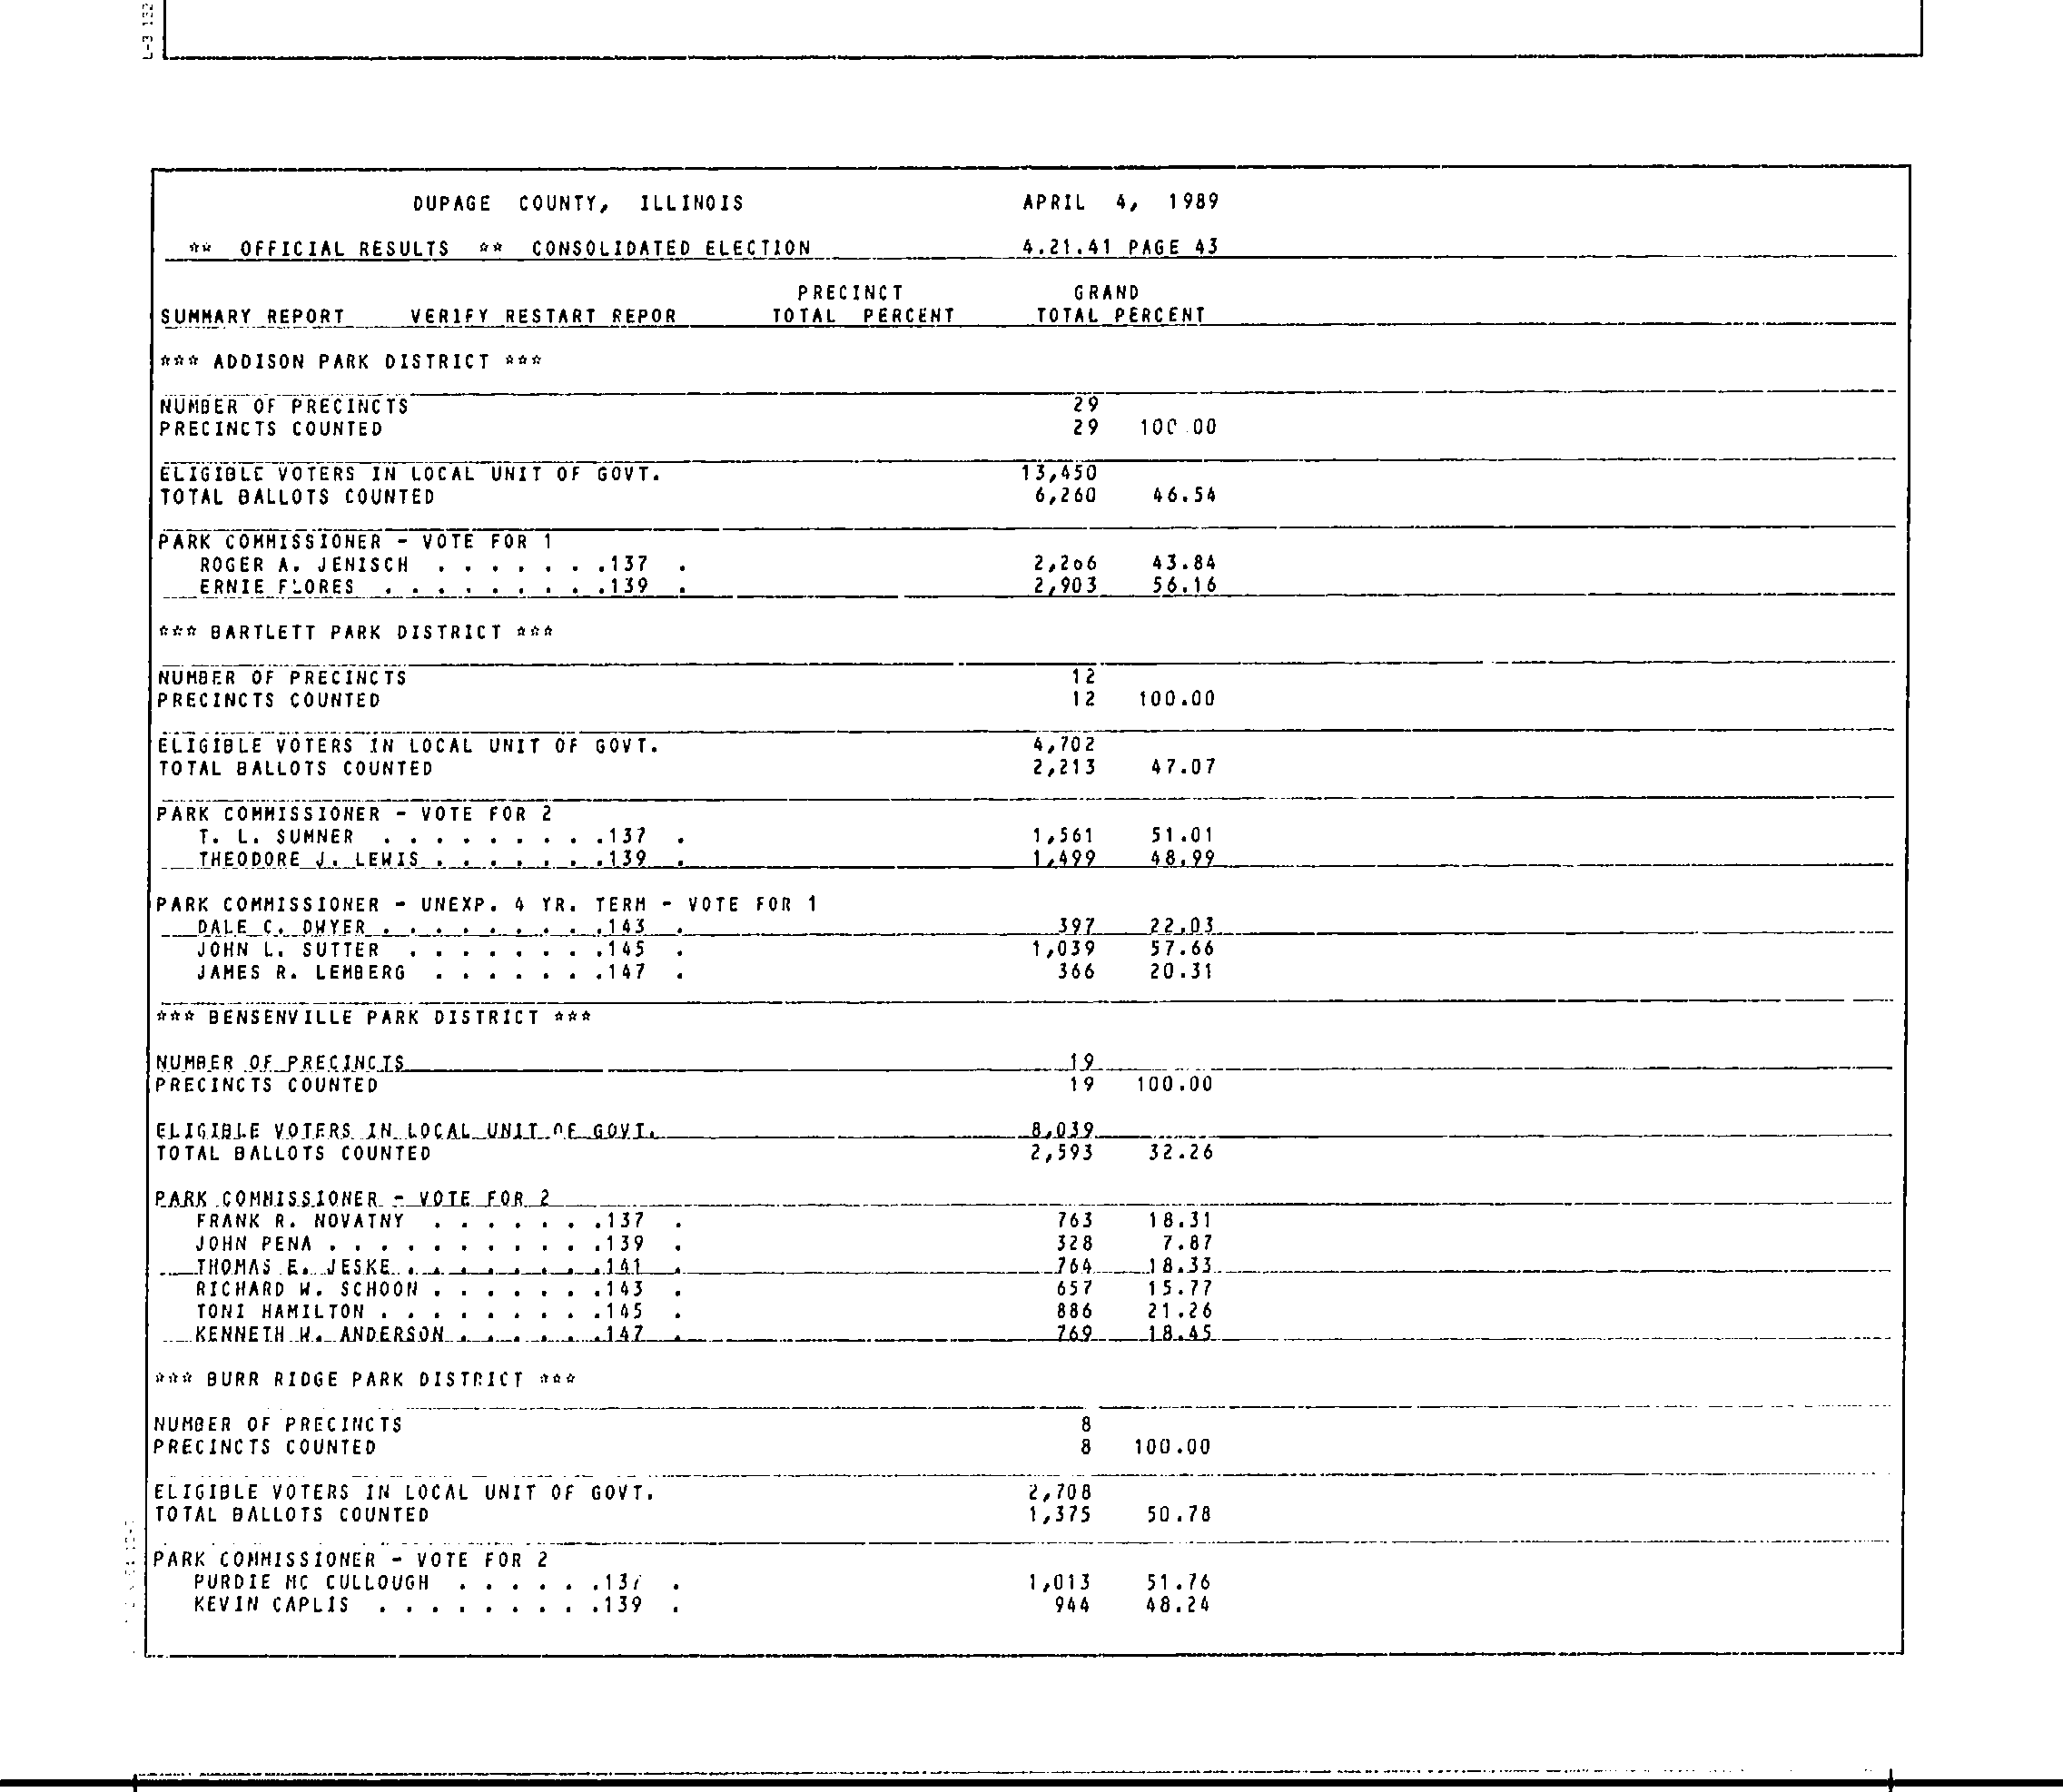 DUPAGE COUNTY, ILLINOIS APRIL 4, 1989
** OFFICIAL RESULTS ** CONSOLIDATED ELECTION 4.21.41 PAGE 43
PRECINCT GRAND
SUMMARY REPORT VERIFY RESTART REPOR TOTAL PERCENT TOTAL PERCENT
*** ADDISON PARK DISTRICT ***
NUMBER OF PRECINCTS 29
PRECINCTS COUNTED 29 100.00
ELIGIBLE VOTERS IN LOCAL UNIT OF GOVT. 13,450
TOTAL BALLOTS COUNTED 6,260 46.54
PARK COMMISSIONER - VOTE FOR 1
ROGER A. JENISCH . . . . . . .137 . 2,266 43.84
ERNIE FLORES . . . . . . . . .139 . 2,903 56.16
*** BARTLETT PARK DISTRICT ***
NUMBER OF PRECINCTS 12
PRECINCTS COUNTED 12 100.00
ELIGIBLE VOTERS IN LOCAL UNIT OF GOVT. 4,702
TOTAL BALLOTS COUNTED 2,213 47.07
PARK COMMISSIONER - VOTE FOR 2
T. L. SUMNER . . . . . . . . .137 . 1,561 51.01
THEODORE J. LEWIS . . . . . . .139 . 1,499 48.99
PARK COMMISSIONER - UNEXP. 4 YR. TERM - VOTE FOR 1
DALE C. DWYER . . . . . . . . .143 . 397 22.03
JOHN L. SUTTER . . . . . . . .145 . 1,039 57.66
JAMES R. LEMBERG . . . . . . .147 . 366 20.31
*** BENSENVILLE PARK DISTRICT ***
NUMBER OF PRECINCTS 19
PRECINCTS COUNTED 19 100.00
ELIGIBLE VOTERS IN LOCAL UNIT OF GOVT. 8,039
TOTAL BALLOTS COUNTED 2,593 32.26
PARK COMMISSIONER - VOTE FOR 2
FRANK R. NOVATNY . . . . . . .137 . 763 18.31
JOHN PENA . . . . . . . . . . .139 . 328 7.87
THOMAS E. JESKE . . . . . . . .141 . 764 18.33
RICHARD W. SCHOON . . . . . . .143 . 657 15.77
TONI HAMILTON . . . . . . . . .145 . 886 21.26
KENNETH W. ANDERSON . . . . . .147 . 769 18.45
*** BURR RIDGE PARK DISTRICT ***
NUMBER OF PRECINCTS 8
PRECINCTS COUNTED 8 100.00
ELIGIBLE VOTERS IN LOCAL UNIT OF GOVT. 2,708
TOTAL BALLOTS COUNTED 1,375 50.78
PARK COMMISSIONER - VOTE FOR 2
PURDIE MC CULLOUGH . . . . . .137 . 1,013 51.76
KEVIN CAPLIS . . . . . . . . .139 . 944 48.24